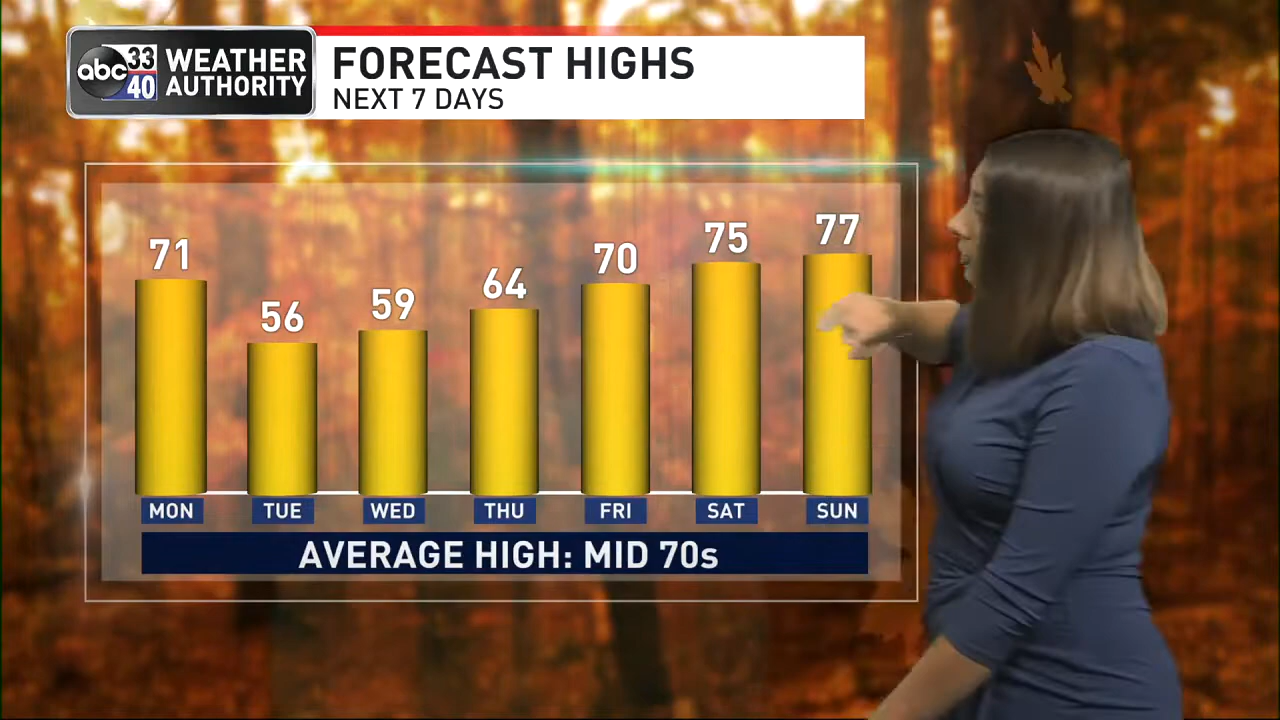 abc 33 40 WEATHER AUTHORITY
FORECAST HIGHS
NEXT 7 DAYS
71 56 59 64 70 75 77
MON TUE WED THU FRI SAT SUN
AVERAGE HIGH: MID 70s